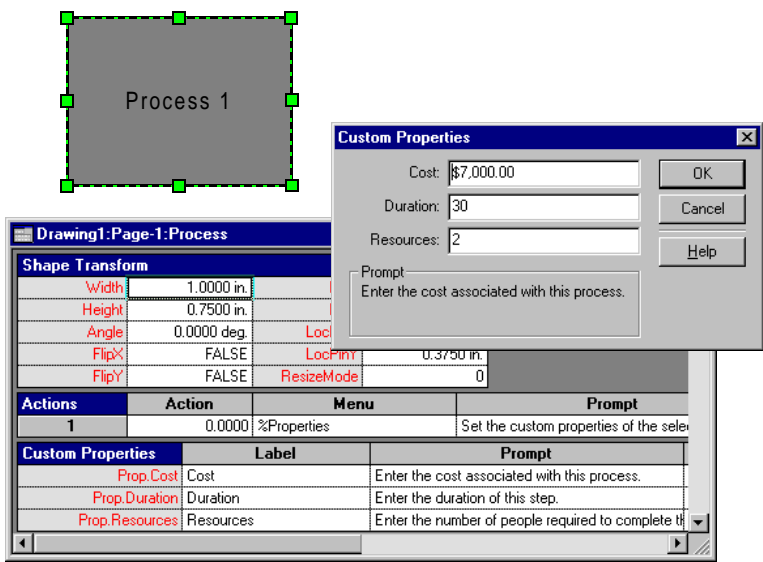 Process 1
Custom Properties
Cost: $7,000.00 OK
Duration: 30 Cancel
Resources: 2 Help
Prompt
Enter the cost associated with this process.
Drawing1:Page-1:Process
Shape Transform
Width 1.0000 in.
Height 0.7500 in.
Angle 0.0000 deg.
FlipX FALSE LocPinY 0.3750 in.
FlipY FALSE ResizeMode 0
Actions Action Menu Prompt
1 0.0000 %Properties Set the custom properties of the
Custom Properties Label Prompt
Prop.Cost Cost Enter the cost associated with this process.
Prop.Duration Duration Enter the duration of this step.
Prop.Resources Resources Enter the number of people required to complete